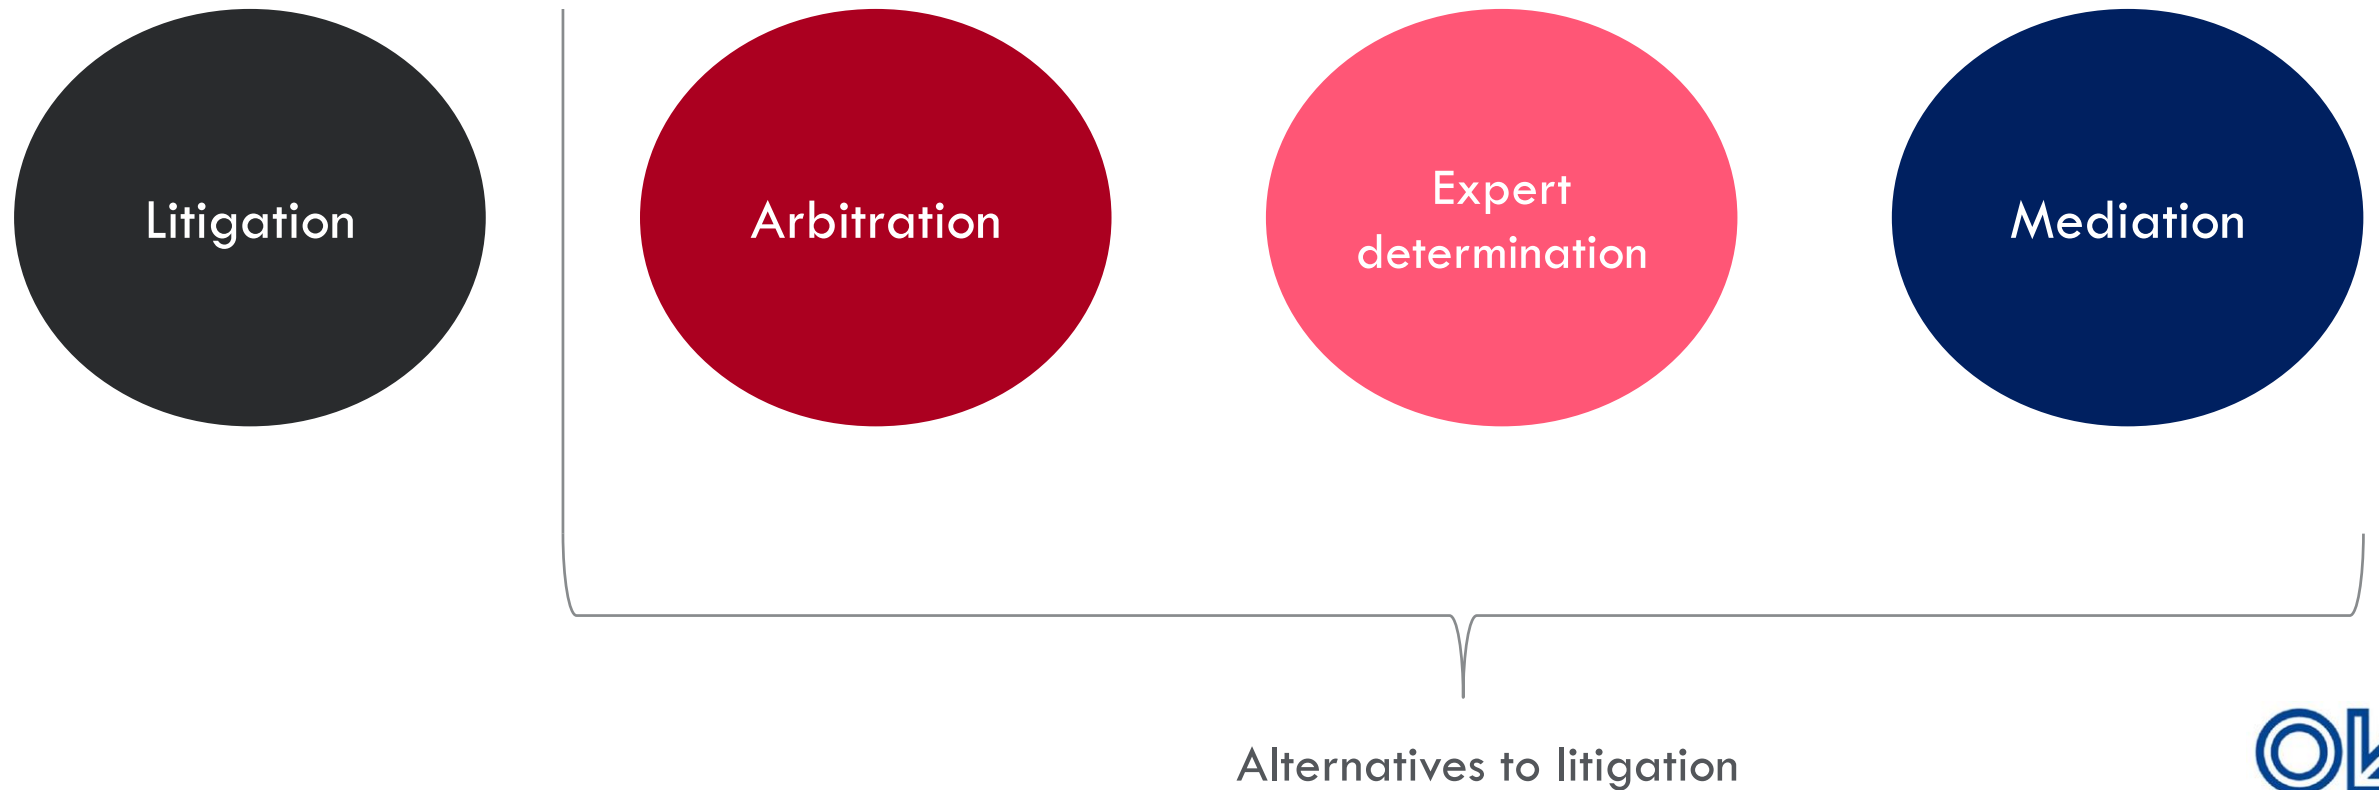 Litigation
Arbitration
Expert
determination
Mediation
Alternatives to litigation